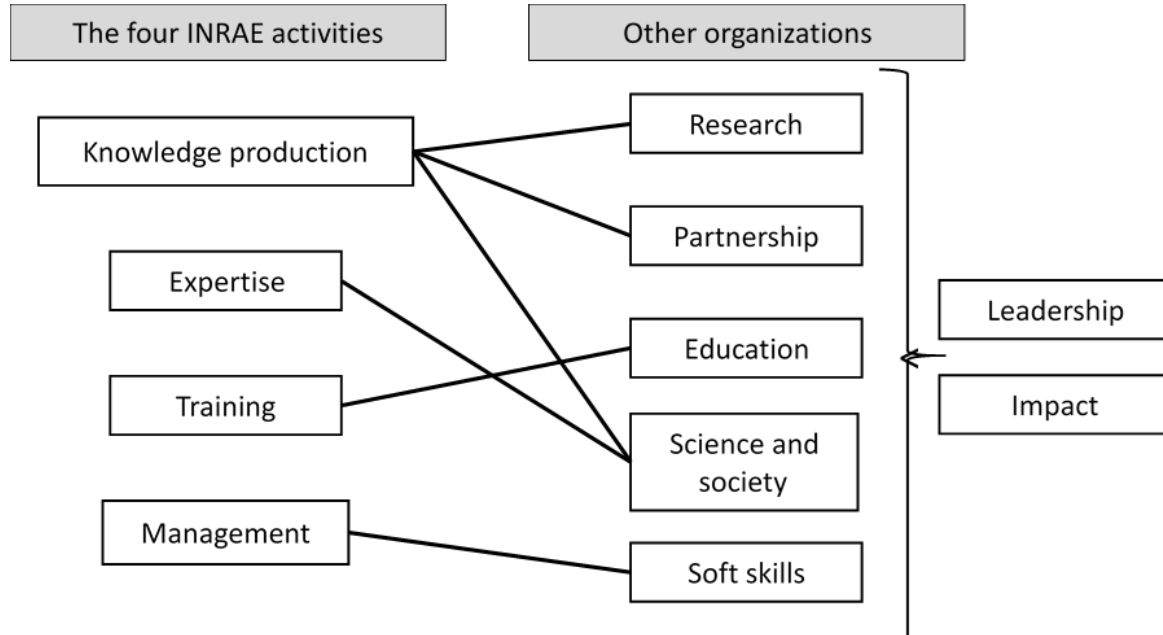 The four INRAE activities
Other organizations
Knowledge production
Expertise
Training
Management
Research
Partnership
Education
Science and
society
Soft skills
Leadership
Impact